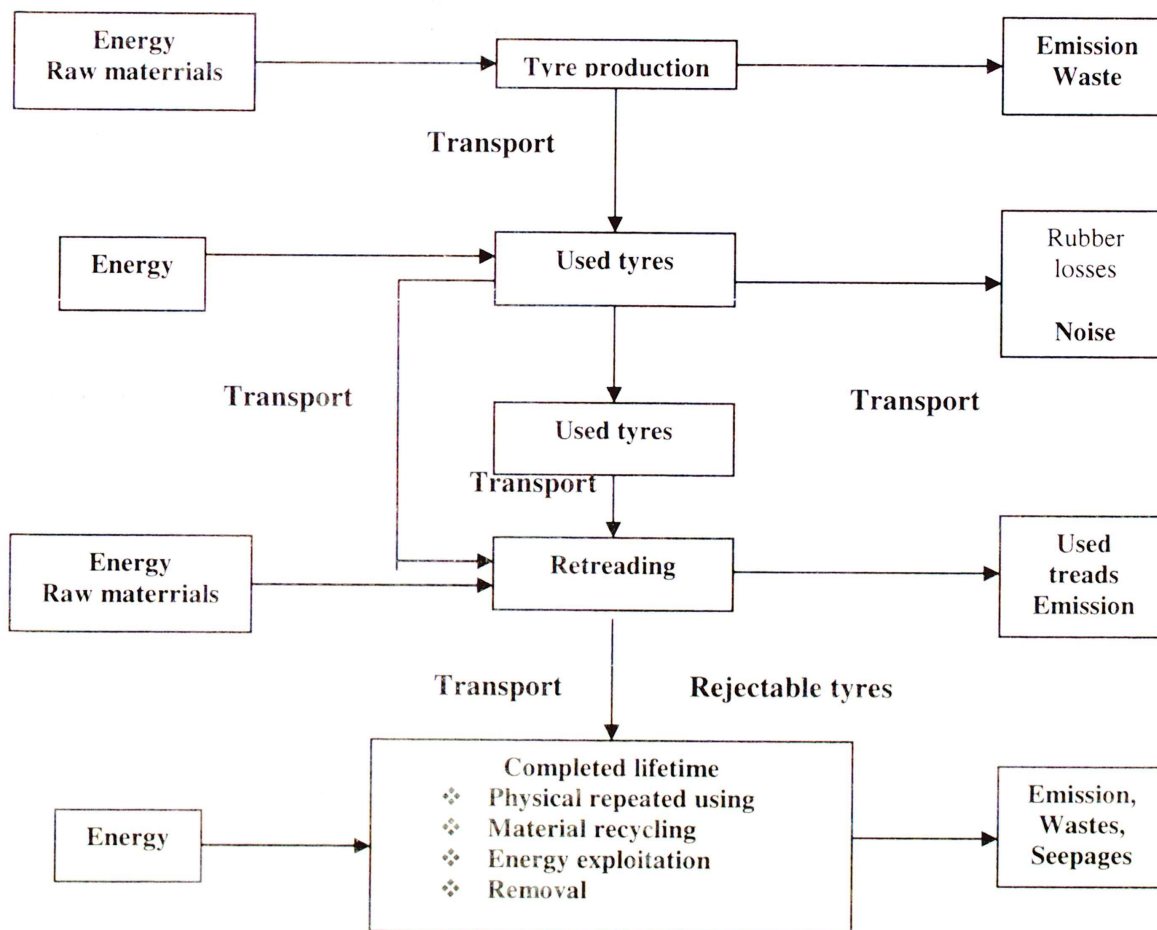 Energy
Raw materrials
Tyre production
Emission
Waste
Transport
Energy
Used tyres
Rubber
losses
Noise
Transport
Transport
Used tyres
Transport
Energy
Raw materrials
Retreading
Used
treads
Emission
Transport
Rejectable tyres
Completed lifetime
❖ Physical repeated using
❖ Material recycling
❖ Energy exploitation
❖ Removal
Energy
Emission,
Wastes,
Seepages